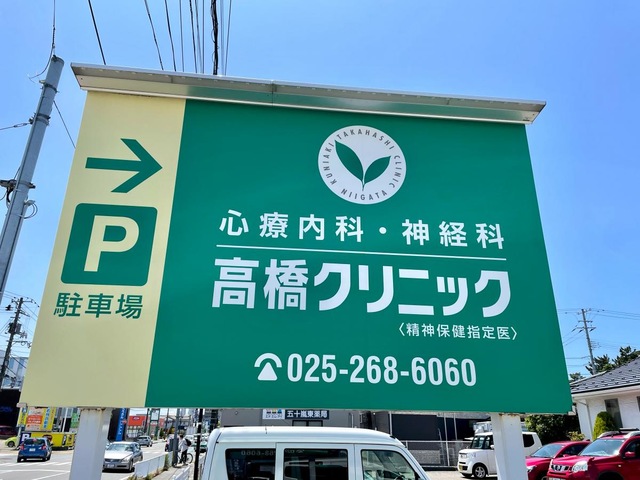 KUNIAKI TAKAHASHI CLINIC NIIGATA
心療内科・神経科
高橋クリニック
〈精神保健指定医〉
025-268-6060
P
駐車場
五十嵐東薬局